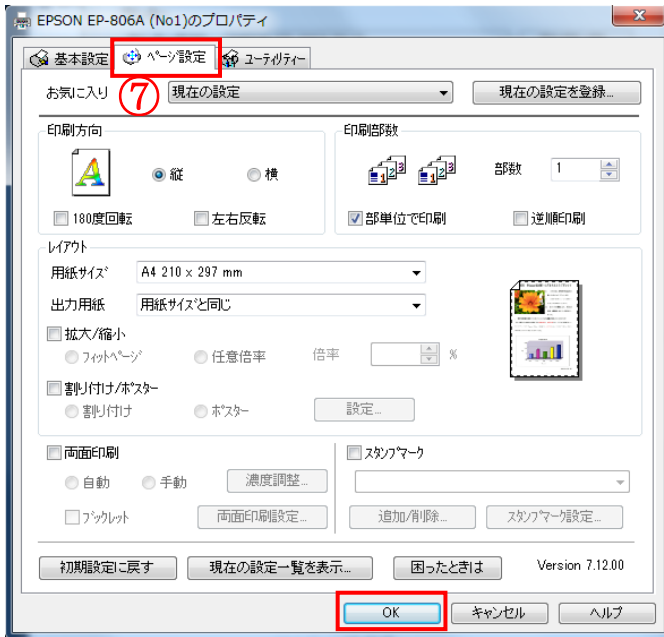 EPSON EP-806A (No1)のプロパティ
基本設定 ページ設定 ユーティリティー
お気に入り ⑦ 現在の設定 現在の設定を登録...
印刷方向 印刷部数
縦 横 部数 1
180度回転 左右反転 部単位で印刷 逆順印刷
レイアウト
用紙サイズ A4 210 x 297 mm
出力用紙 用紙サイズと同じ
拡大/縮小
フィットページ 任意倍率 倍率 %
割り付け/ポスター
割り付け ポスター 設定...
両面印刷 スタンプマーク
自動 手動 濃度調整...
ブックレット 両面印刷設定... 追加/削除... スタンプマーク設定...
初期設定に戻す 現在の設定一覧を表示... 困ったときは Version 7.12.00
OK キャンセル ヘルプ